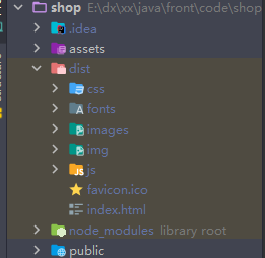 shop E:\dx\xx\java\front\code\shop
.idea
assets
dist
css
fonts
images
img
js
favicon.ico
index.html
node_modules library root
public